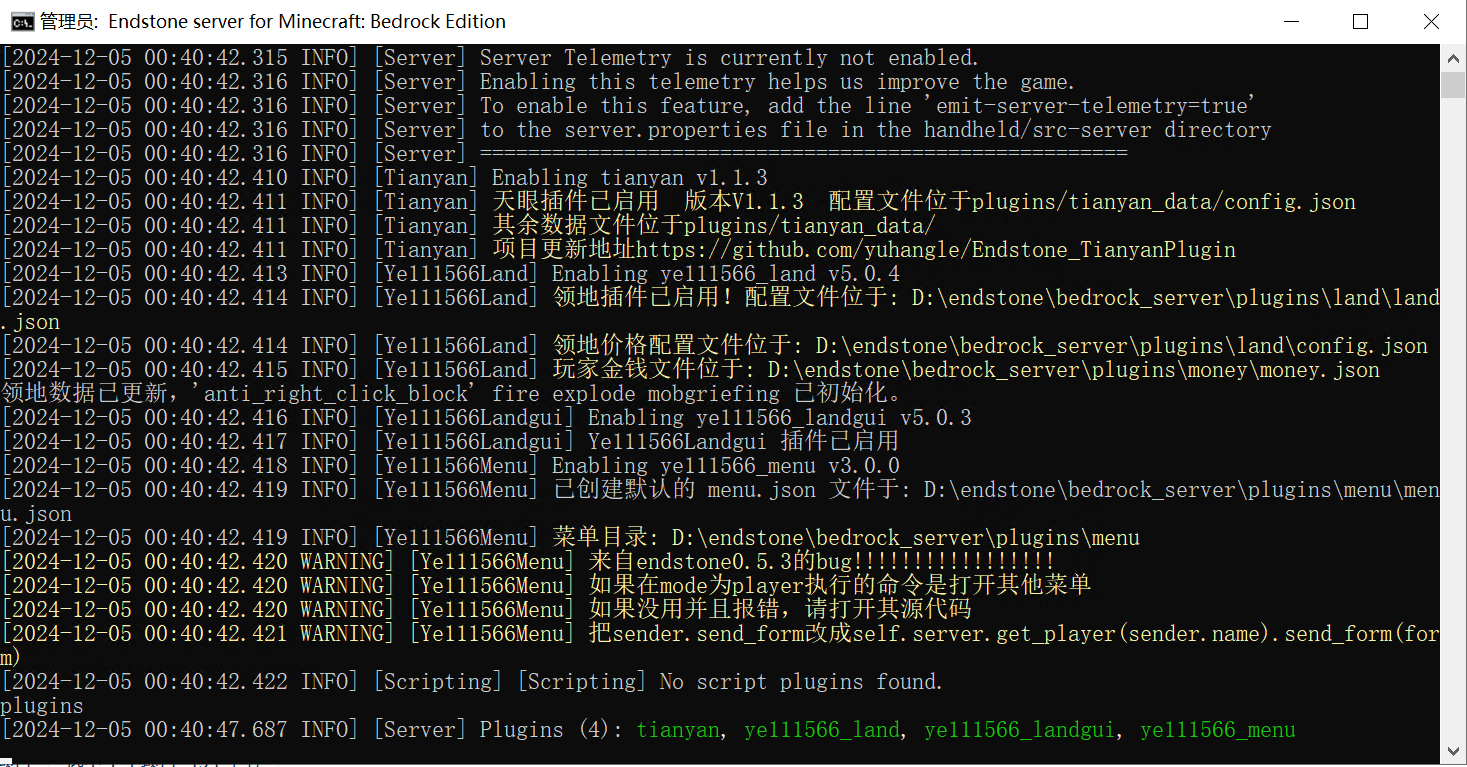 管理员: Endstone server for Minecraft: Bedrock Edition
[2024-12-05 00:40:42.315 INFO] [Server] Server Telemetry is currently not enabled.
[2024-12-05 00:40:42.316 INFO] [Server] Enabling this telemetry helps us improve the game.
[2024-12-05 00:40:42.316 INFO] [Server] To enable this feature, add the line 'emit-server-telemetry=true'
[2024-12-05 00:40:42.316 INFO] [Server] to the server.properties file in the handheld/src-server directory
[2024-12-05 00:40:42.316 INFO] [Server] ======================================================
[2024-12-05 00:40:42.410 INFO] [Tianyan] Enabling tianyan v1.1.3
[2024-12-05 00:40:42.411 INFO] [Tianyan] 天眼插件已启用  版本V1.1.3  配置文件位于plugins/tianyan_data/config.json
[2024-12-05 00:40:42.411 INFO] [Tianyan] 其余数据文件位于plugins/tianyan_data/
[2024-12-05 00:40:42.411 INFO] [Tianyan] 项目更新地址https://github.com/yuhangle/Endstone_TianyanPlugin
[2024-12-05 00:40:42.413 INFO] [Ye111566Land] Enabling ye111566_land v5.0.4
[2024-12-05 00:40:42.414 INFO] [Ye111566Land] 领地插件已启用! 配置文件位于: D:\endstone\bedrock_server\plugins\land\land
.json
[2024-12-05 00:40:42.414 INFO] [Ye111566Land] 领地价格配置文件位于: D:\endstone\bedrock_server\plugins\land\config.json
[2024-12-05 00:40:42.415 INFO] [Ye111566Land] 玩家金钱文件位于: D:\endstone\bedrock_server\plugins\money\money.json
领地数据已更新，'anti_right_click_block' fire explode mobgriefing 已初始化。
[2024-12-05 00:40:42.416 INFO] [Ye111566Landgui] Enabling ye111566_landgui v5.0.3
[2024-12-05 00:40:42.417 INFO] [Ye111566Landgui] Ye111566Landgui 插件已启用
[2024-12-05 00:40:42.418 INFO] [Ye111566Menu] Enabling ye111566_menu v3.0.0
[2024-12-05 00:40:42.419 INFO] [Ye111566Menu] 已创建默认的 menu.json 文件于: D:\endstone\bedrock_server\plugins\menu\men
u.json
[2024-12-05 00:40:42.419 INFO] [Ye111566Menu] 菜单目录: D:\endstone\bedrock_server\plugins\menu
[2024-12-05 00:40:42.420 WARNING] [Ye111566Menu] 来自endstone0.5.3的bug!!!!!!!!!!!!!!!!!
[2024-12-05 00:40:42.420 WARNING] [Ye111566Menu] 如果在mode为player执行的命令是打开其他菜单
[2024-12-05 00:40:42.420 WARNING] [Ye111566Menu] 如果没用并且报错，请打开其源代码
[2024-12-05 00:40:42.421 WARNING] [Ye111566Menu] 把sender.send_form改成self.server.get_player(sender.name).send_form(for
m)
[2024-12-05 00:40:42.422 INFO] [Scripting] [Scripting] No script plugins found.
plugins
[2024-12-05 00:40:47.687 INFO] [Server] Plugins (4): tianyan, ye111566_land, ye111566_landgui, ye111566_menu